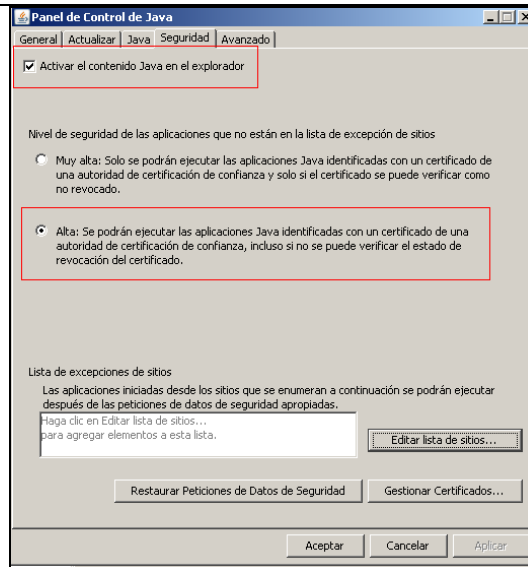 Panel de Control de Java
General Actualizar Java Seguridad Avanzado
Activar el contenido Java en el explorador
Nivel de seguridad de las aplicaciones que no están en la lista de excepción de sitios
Muy alta: Solo se podrán ejecutar las aplicaciones Java identificadas con un certificado de
una autoridad de certificación de confianza y solo si el certificado se puede verificar como
no revocado.
Alta: Se podrán ejecutar las aplicaciones Java identificadas con un certificado de una
autoridad de certificación de confianza, incluso si no se puede verificar el estado de
revocación del certificado.
Lista de excepciones de sitios
Las aplicaciones iniciadas desde los sitios que se enumeran a continuación se podrán ejecutar
después de las peticiones de datos de seguridad apropiadas.
Haga clic en Editar lista de sitios...
para agregar elementos a esta lista.
Editar lista de sitios...
Restaurar Peticiones de Datos de Seguridad Gestionar Certificados...
Aceptar Cancelar Aplicar